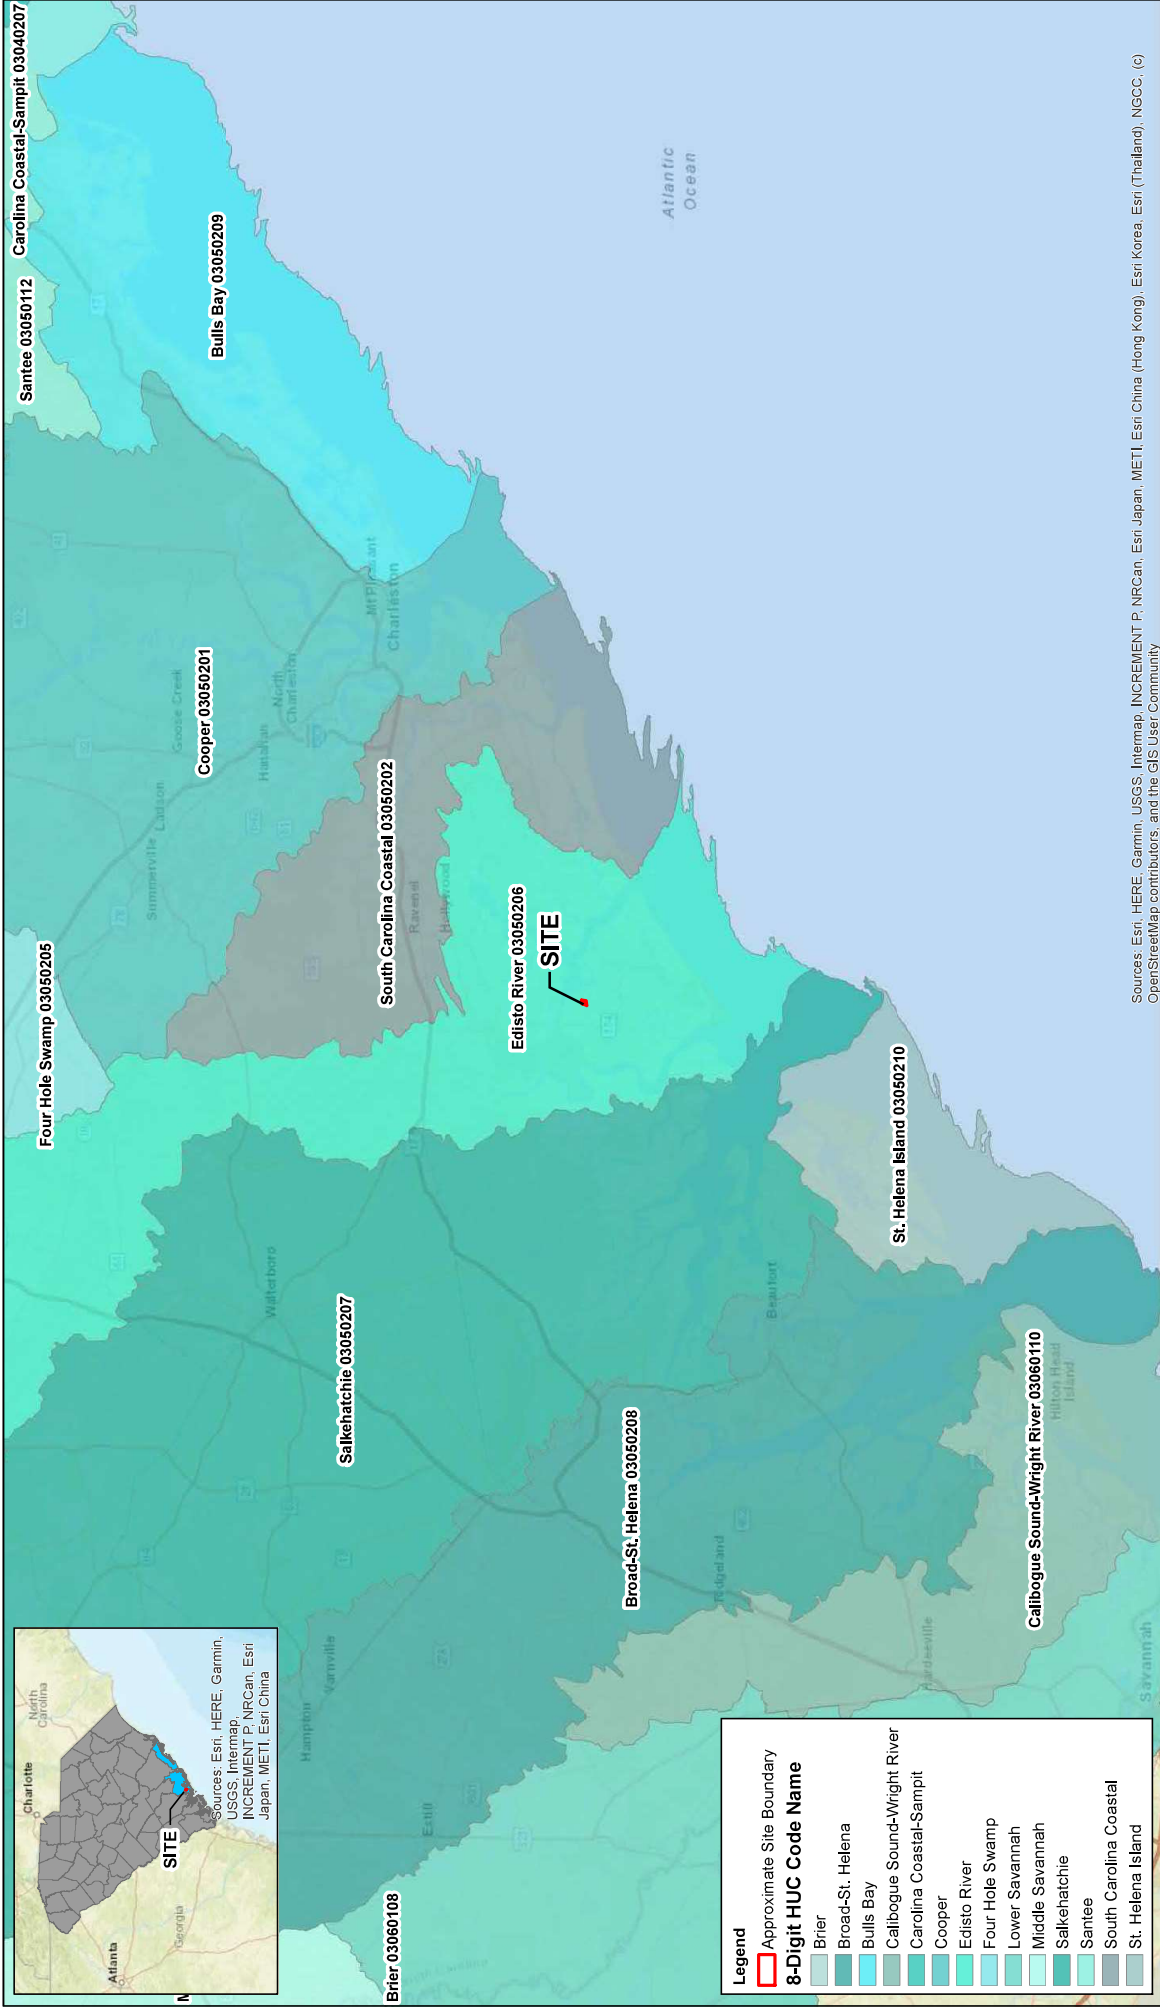 Charlotte
North
Carolina
SITE
Atlanta
Georgia
Sources: Esri, HERE, Garmin,
USGS, Intermap,
INCREMENT P, NRCan, Esri
Japan, METI, Esri China
Four Hole Swamp 03050205
Santee 03050112
Carolina Coastal-Sampit 03040207
Bulls Bay 03050209
Cooper 03050201
Goose Creek
Summerville
Ladson
Hanahan
North
Charleston
Mt Pleasant
Charleston
Walterboro
Salkehatchie 03050207
South Carolina Coastal 03050202
Ravenel
Hollywood
Edisto River 03050206
SITE
Hampton
Varnville
Estill
Brier 03060108
Broad-St. Helena 03050208
Ridgeland
Beaufort
Atlantic
Ocean
St. Helena Island 03050210
Hardeeville
Calibogue Sound-Wright River 03060110
Hilton Head
Island
Savannah
Legend
Approximate Site Boundary
8-Digit HUC Code Name
Brier
Broad-St. Helena
Bulls Bay
Calibogue Sound-Wright River
Carolina Coastal-Sampit
Cooper
Edisto River
Four Hole Swamp
Lower Savannah
Middle Savannah
Salkehatchie
Santee
South Carolina Coastal
St. Helena Island
Sources: Esri, HERE, Garmin, USGS, Intermap, INCREMENT P, NRCan, Esri Japan, METI, Esri China (Hong Kong), Esri Korea, Esri (Thailand), NGCC, (c)
OpenStreetMap contributors, and the GIS User Community